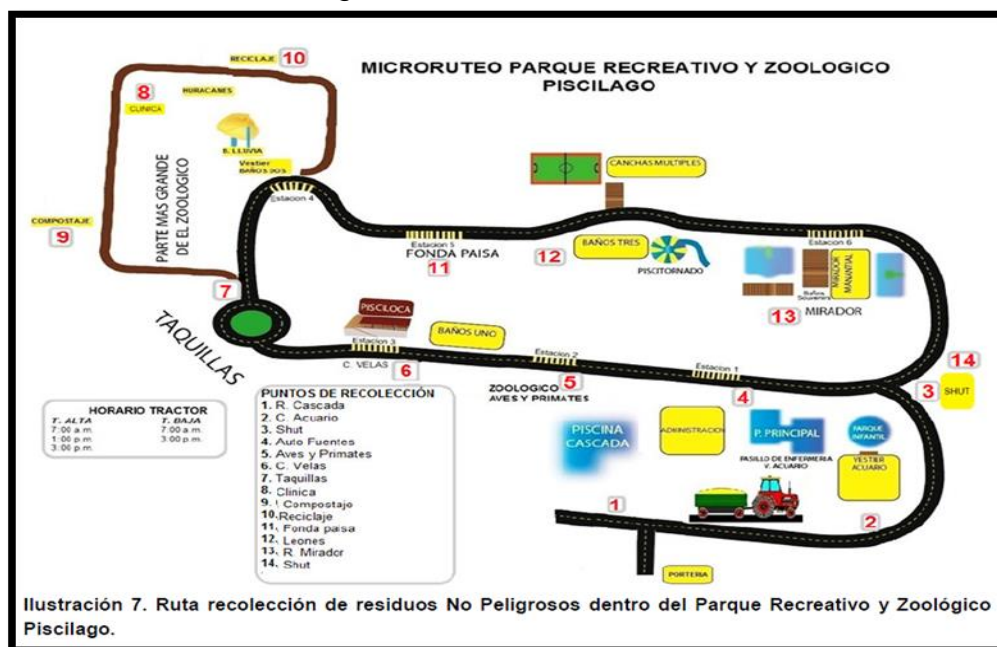 MICRORUTEO PARQUE RECREATIVO Y ZOOLOGICO
PISCILAGO
RECICLAJE
10
8
CLINICA
HURACANES
B. LLUVIA
Vestier
BAÑOS DOS
PARTE MAS GRANDE
DE EL ZOOLOGICO
COMPOSTAJE
9
Estacion 4
CANCHAS MULTIPLES
Estacion 5
FONDA PAISA
11
12
BAÑOS TRES
PISCITORNADO
Estacion 6
MIRADOR
MANANTIAL
Baños
13
MIRADOR
7
TAQUILLAS
PISCILOCA
BAÑOS UNO
Estacion 3
C. VELAS
6
Estacion 2
ZOOLOGICO
AVES Y PRIMATES
5
Estacion 1
4
14
3
SHUT
HORARIO TRACTOR
T. ALTA T. BAJA
7:00 a.m. 7:00 a.m.
1:00 p.m. 3:00 p.m.
3:00 p.m.
PUNTOS DE RECOLECCIÓN
1. R. Cascada
2. C. Acuario
3. Shut
4. Auto Fuentes
5. Aves y Primates
6. C. Velas
7. Taquillas
8. Clinica
9. Compostajo
10. Reciclaje
11. Fonda paisa
12. Leones
13. R. Mirador
14. Shut
PISCINA
CASCADA
ADMINISTRACION
P. PRINCIPAL
PASILLO DE ENFERMERIA
V. ACUARIO
PARQUE
INFANTIL
VESTIER
ACUARIO
1
2
PORTERIA
Ilustración 7. Ruta recolección de residuos No Peligrosos dentro del Parque Recreativo y Zoológico
Piscilago.